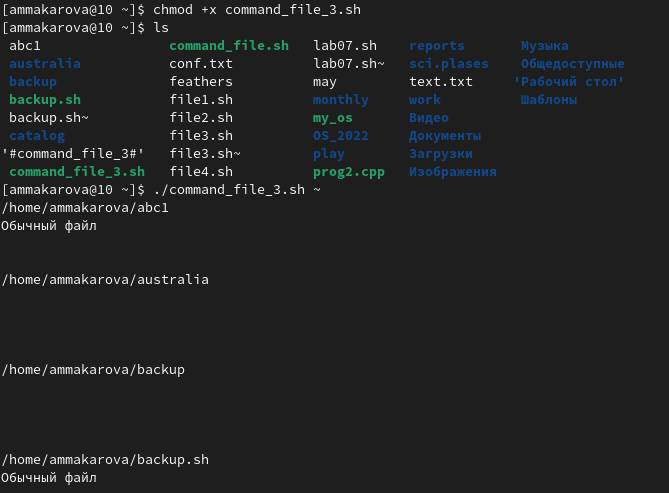 [ammakarova@10 ~]$ chmod +x command_file_3.sh
[ammakarova@10 ~]$ ls
 abc1                command_file.sh   lab07.sh    reports       Музыка
 australia           conf.txt          lab07.sh~   sci.plases    Общедоступные
 backup              feathers          may         text.txt     'Рабочий стол'
 backup.sh           file1.sh          monthly     work          Шаблоны
 backup.sh~          file2.sh          my_os       Видео
 catalog             file3.sh          OS_2022     Документы
'#command_file_3#'   file3.sh~         play        Загрузки
 command_file_3.sh   file4.sh          prog2.cpp   Изображения
[ammakarova@10 ~]$ ./command_file_3.sh ~
/home/ammakarova/abc1
Обычный файл
/home/ammakarova/australia
/home/ammakarova/backup
/home/ammakarova/backup.sh
Обычный файл